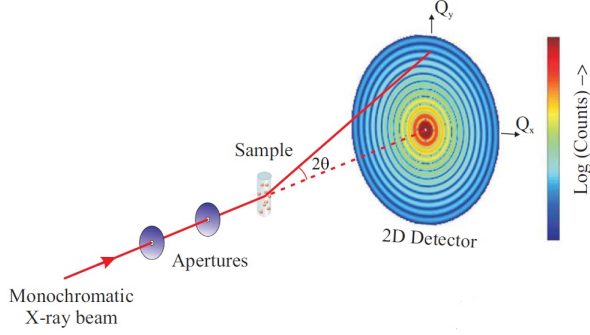 Qy
Qx
Log (Counts) –>
Sample
2θ
2D Detector
Apertures
Monochromatic
X-ray beam